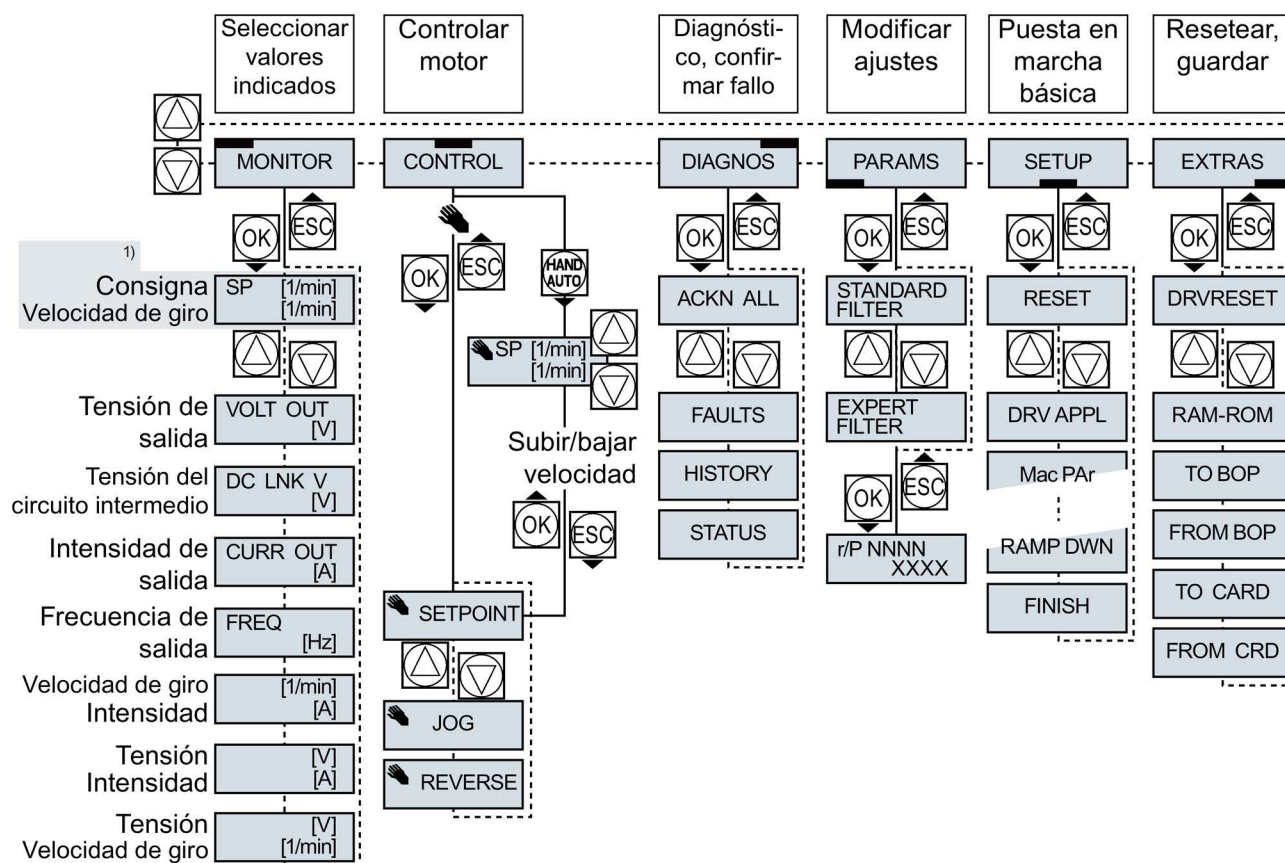 Seleccionar
valores
indicados
Controlar
motor
Diagnósti-
co, confir-
mar fallo
Modificar
ajustes
Puesta en
marcha
básica
Resetear,
guardar
MONITOR
CONTROL
DIAGNOS
PARAMS
SETUP
EXTRAS
OK
ESC
1)
Consigna
Velocidad de giro
SP [1/min]
[1/min]
Tensión de
salida
VOLT OUT
[V]
Tensión del
circuito intermedio
DC LNK V
[V]
Intensidad de
salida
CURR OUT
[A]
Frecuencia de
salida
FREQ
[Hz]
Velocidad de giro
Intensidad
[1/min]
[A]
Tensión
Intensidad
[V]
[A]
Tensión
Velocidad de giro
[V]
[1/min]
OK
ESC
HAND
AUTO
SP [1/min]
[1/min]
Subir/bajar
velocidad
OK
ESC
SETPOINT
JOG
REVERSE
OK
ESC
ACKN ALL
FAULTS
HISTORY
STATUS
OK
ESC
STANDARD
FILTER
EXPERT
FILTER
OK
ESC
r/P NNNN
XXXX
OK
ESC
RESET
DRV APPL
Mac PAr
RAMP DWN
FINISH
OK
ESC
DRVRESET
RAM-ROM
TO BOP
FROM BOP
TO CARD
FROM CRD